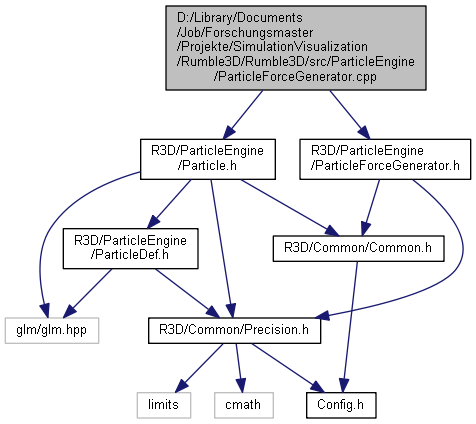 D:/Library/Documents
/Job/Forschungsmaster
/Projekte/SimulationVisualization
/Rumble3D/Rumble3D/src/ParticleEngine
/ParticleForceGenerator.cpp
R3D/ParticleEngine
/Particle.h
R3D/ParticleEngine
/ParticleForceGenerator.h
R3D/ParticleEngine
/ParticleDef.h
R3D/Common/Common.h
glm/glm.hpp
R3D/Common/Precision.h
limits
cmath
Config.h